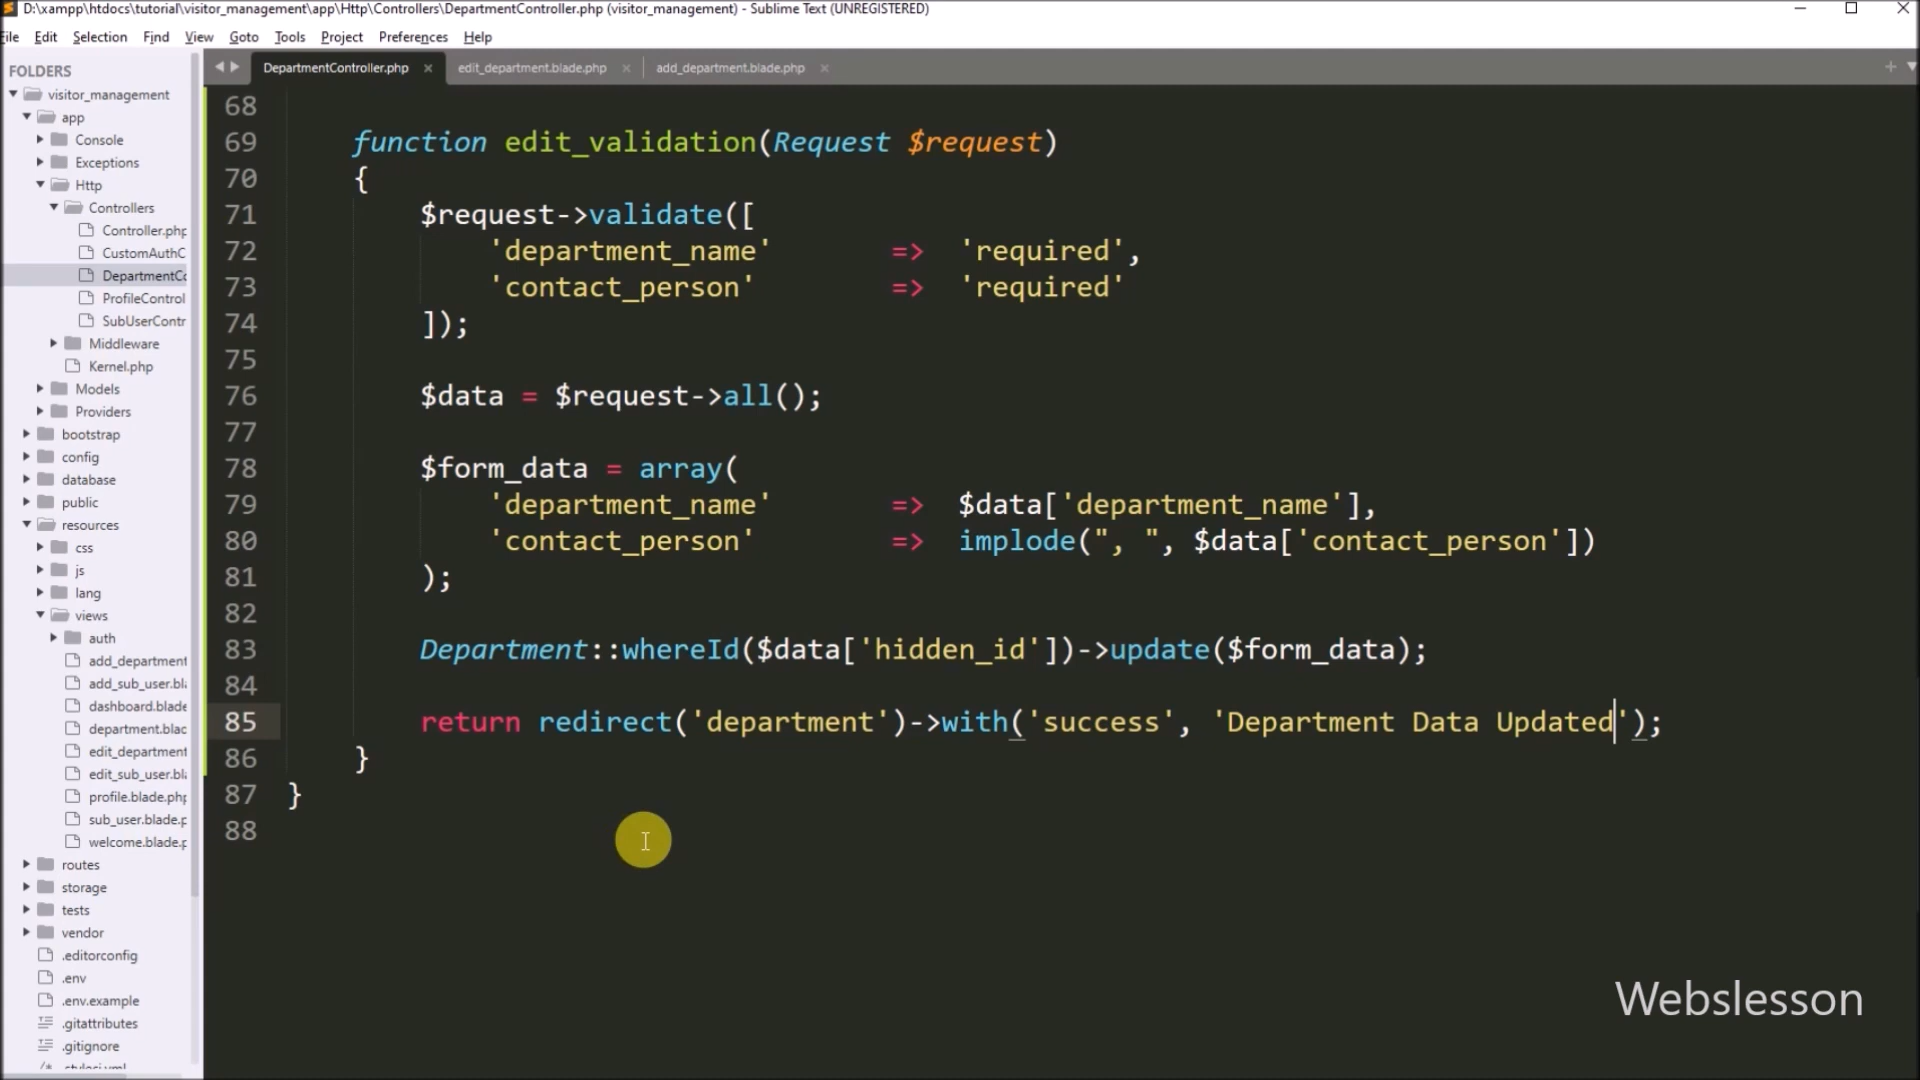 D:\xampp\htdocs\tutorial\visitor_management\app\Http\Controllers\DepartmentController.php (visitor_management) - Sublime Text (UNREGISTERED)
ile Edit Selection Find View Goto Tools Project Preferences Help
FOLDERS
visitor_management
app
Console
Exceptions
Http
Controllers
Controller.php
CustomAuthC
DepartmentCo
ProfileControl
SubUserContr
Middleware
Kernel.php
Models
Providers
bootstrap
config
database
public
resources
css
js
lang
views
auth
add_department
add_sub_user.bla
dashboard.blade
department.blac
edit_department
edit_sub_user.bla
profile.blade.php
sub_user.blade.p
welcome.blade.p
routes
storage
tests
vendor
.editorconfig
.env
.env.example
.gitattributes
.gitignore
DepartmentController.php edit_department.blade.php add_department.blade.php
68
69 function edit_validation(Request $request)
70 {
71 $request->validate([
72 'department_name' => 'required',
73 'contact_person' => 'required'
74 ]);
75
76 $data = $request->all();
77
78 $form_data = array(
79 'department_name' => $data['department_name'],
80 'contact_person' => implode(", ", $data['contact_person'])
81 );
82
83 Department::whereId($data['hidden_id'])->update($form_data);
84
85 return redirect('department')->with('success', 'Department Data Updated');
86 }
87 }
88
Webslesson